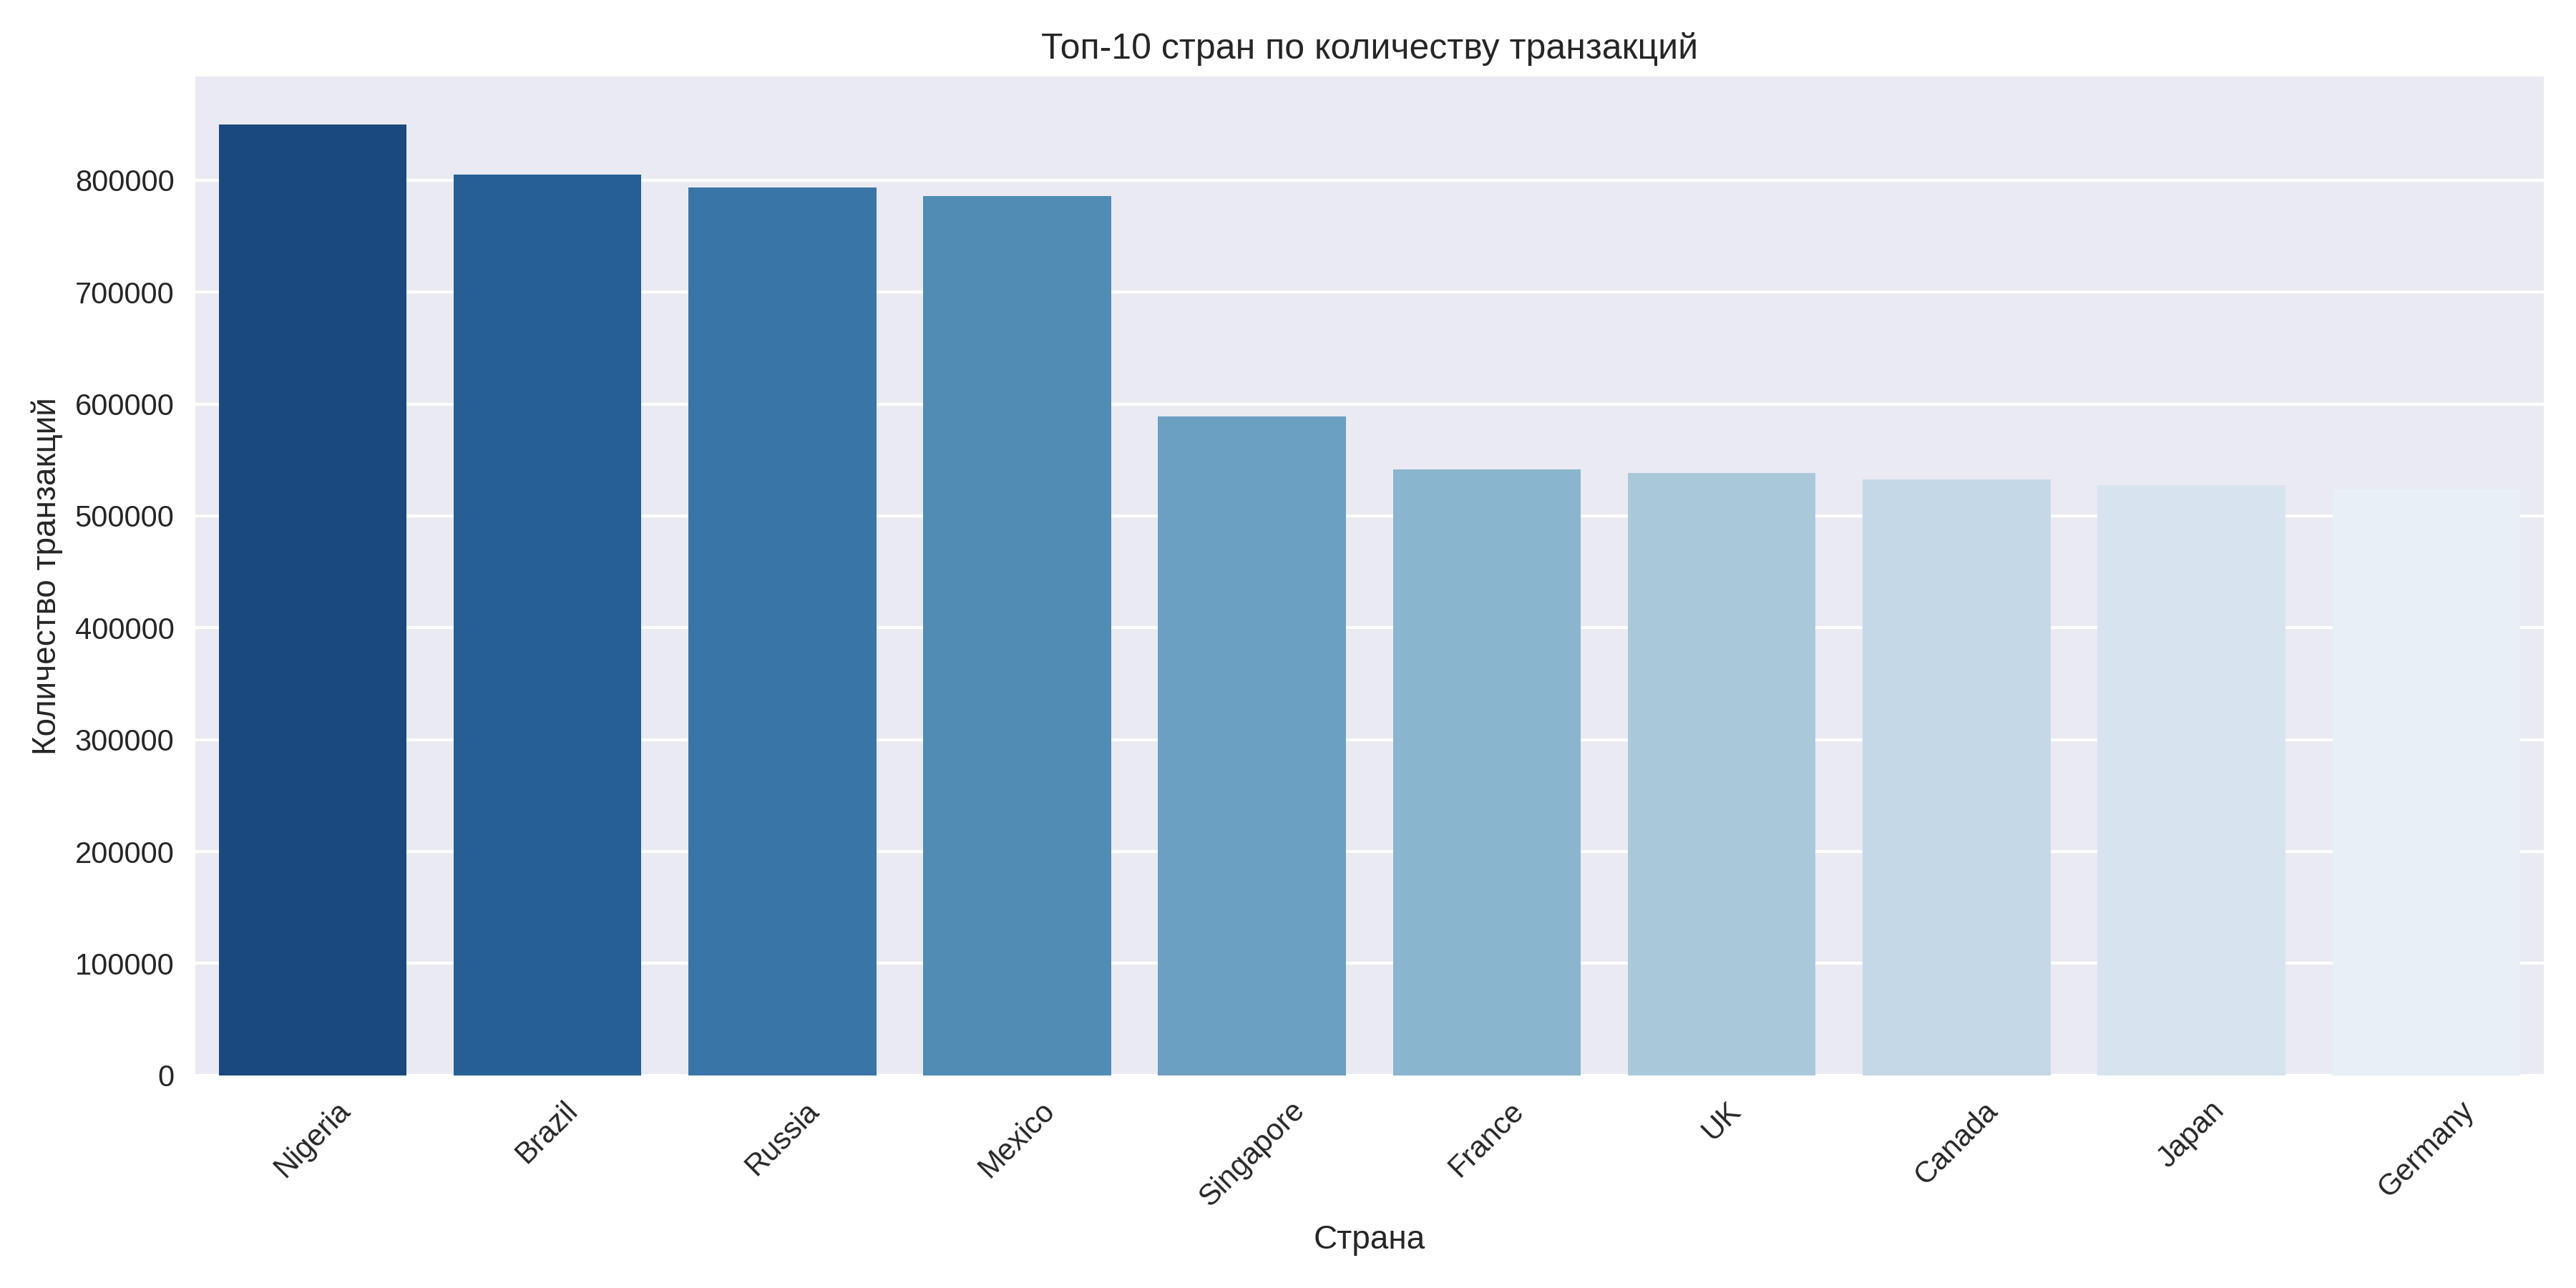 Топ-10 стран по количеству транзакций
Количество транзакций
800000
700000
600000
500000
400000
300000
200000
100000
0
Nigeria
Brazil
Russia
Mexico
Singapore
France
UK
Canada
Japan
Germany
Страна